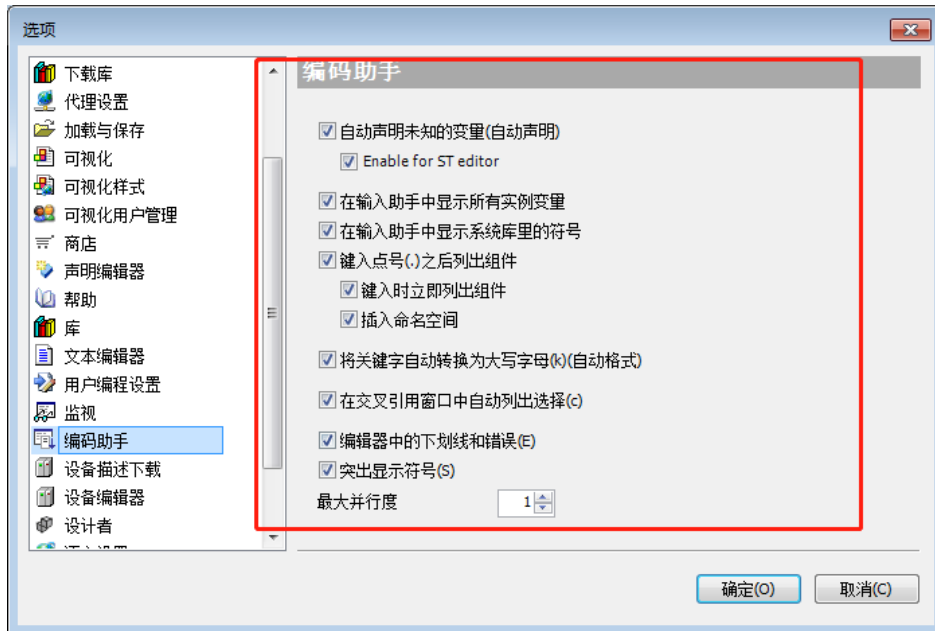 选项
下载库
代理设置
加载与保存
可视化
可视化样式
可视化用户管理
商店
声明编辑器
帮助
库
文本编辑器
用户编程设置
监视
编码助手
设备描述下载
设备编辑器
设计者
编码助手
自动声明未知的变量(自动声明)
Enable for ST editor
在输入助手中显示所有实例变量
在输入助手中显示系统库里的符号
键入点号(.)之后列出组件
键入时立即列出组件
插入命名空间
将关键字自动转换为大写字母(k)(自动格式)
在交叉引用窗口中自动列出选择(c)
编辑器中的下划线和错误(E)
突出显示符号(S)
最大并行度 1
确定(O) 取消(C)